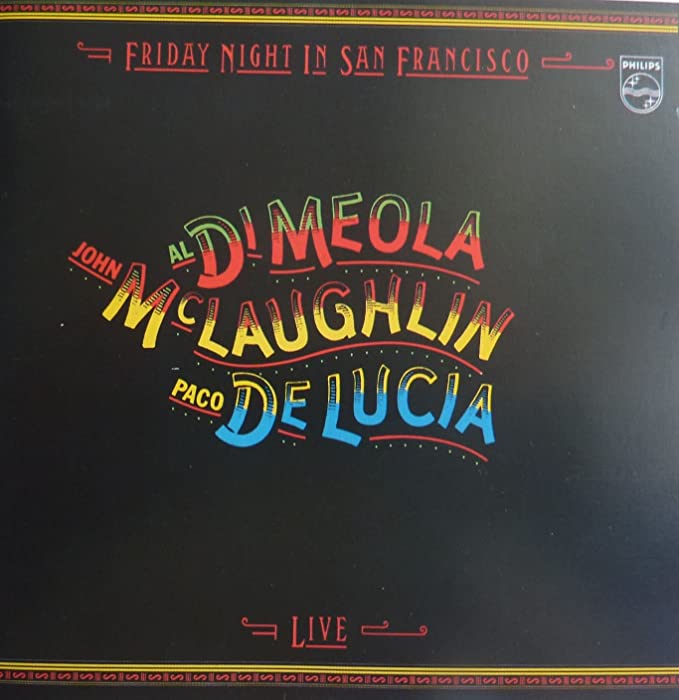 FRIDAY NIGHT IN SAN FRANCISCO
PHILIPS
AL DI MEOLA
JOHN MCLAUGHLIN
PACO DE LUCIA
LIVE